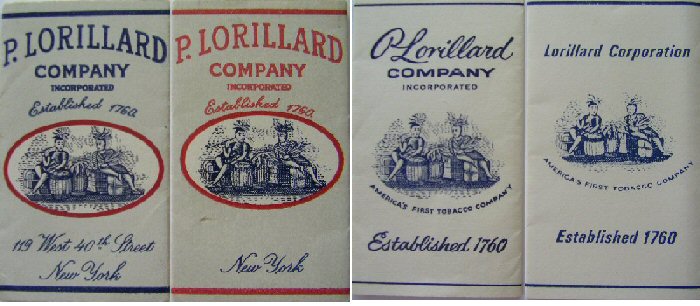 P. LORILLARD
COMPANY
INCORPORATED
Established 1760
119 West 40th Street
New York
P. LORILLARD
COMPANY
INCORPORATED
Established 1760
New York
P. Lorillard
COMPANY
INCORPORATED
AMERICA'S FIRST TOBACCO COMPANY
Established 1760
Lorillard Corporation
AMERICA'S FIRST TOBACCO COMPANY
Established 1760